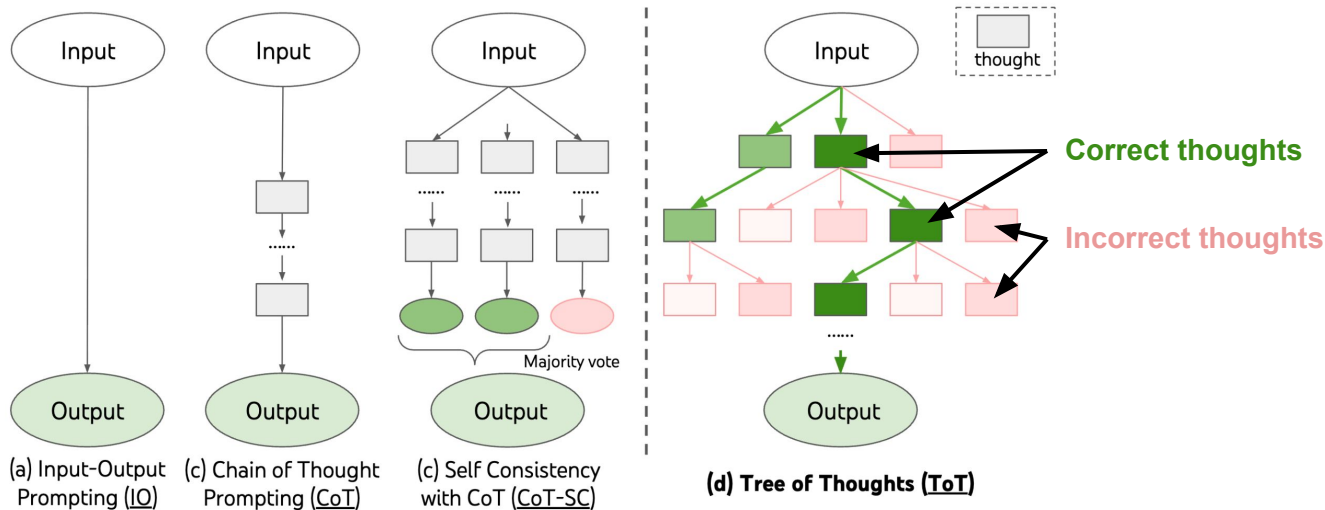 Input
Input
Input
Input
thought
Correct thoughts
Incorrect thoughts
......
......
......
......
......
Majority vote
Output
Output
Output
Output
(a) Input-Output
Prompting (IO)
(c) Chain of Thought
Prompting (CoT)
(c) Self Consistency
with CoT (CoT-SC)
(d) Tree of Thoughts (ToT)